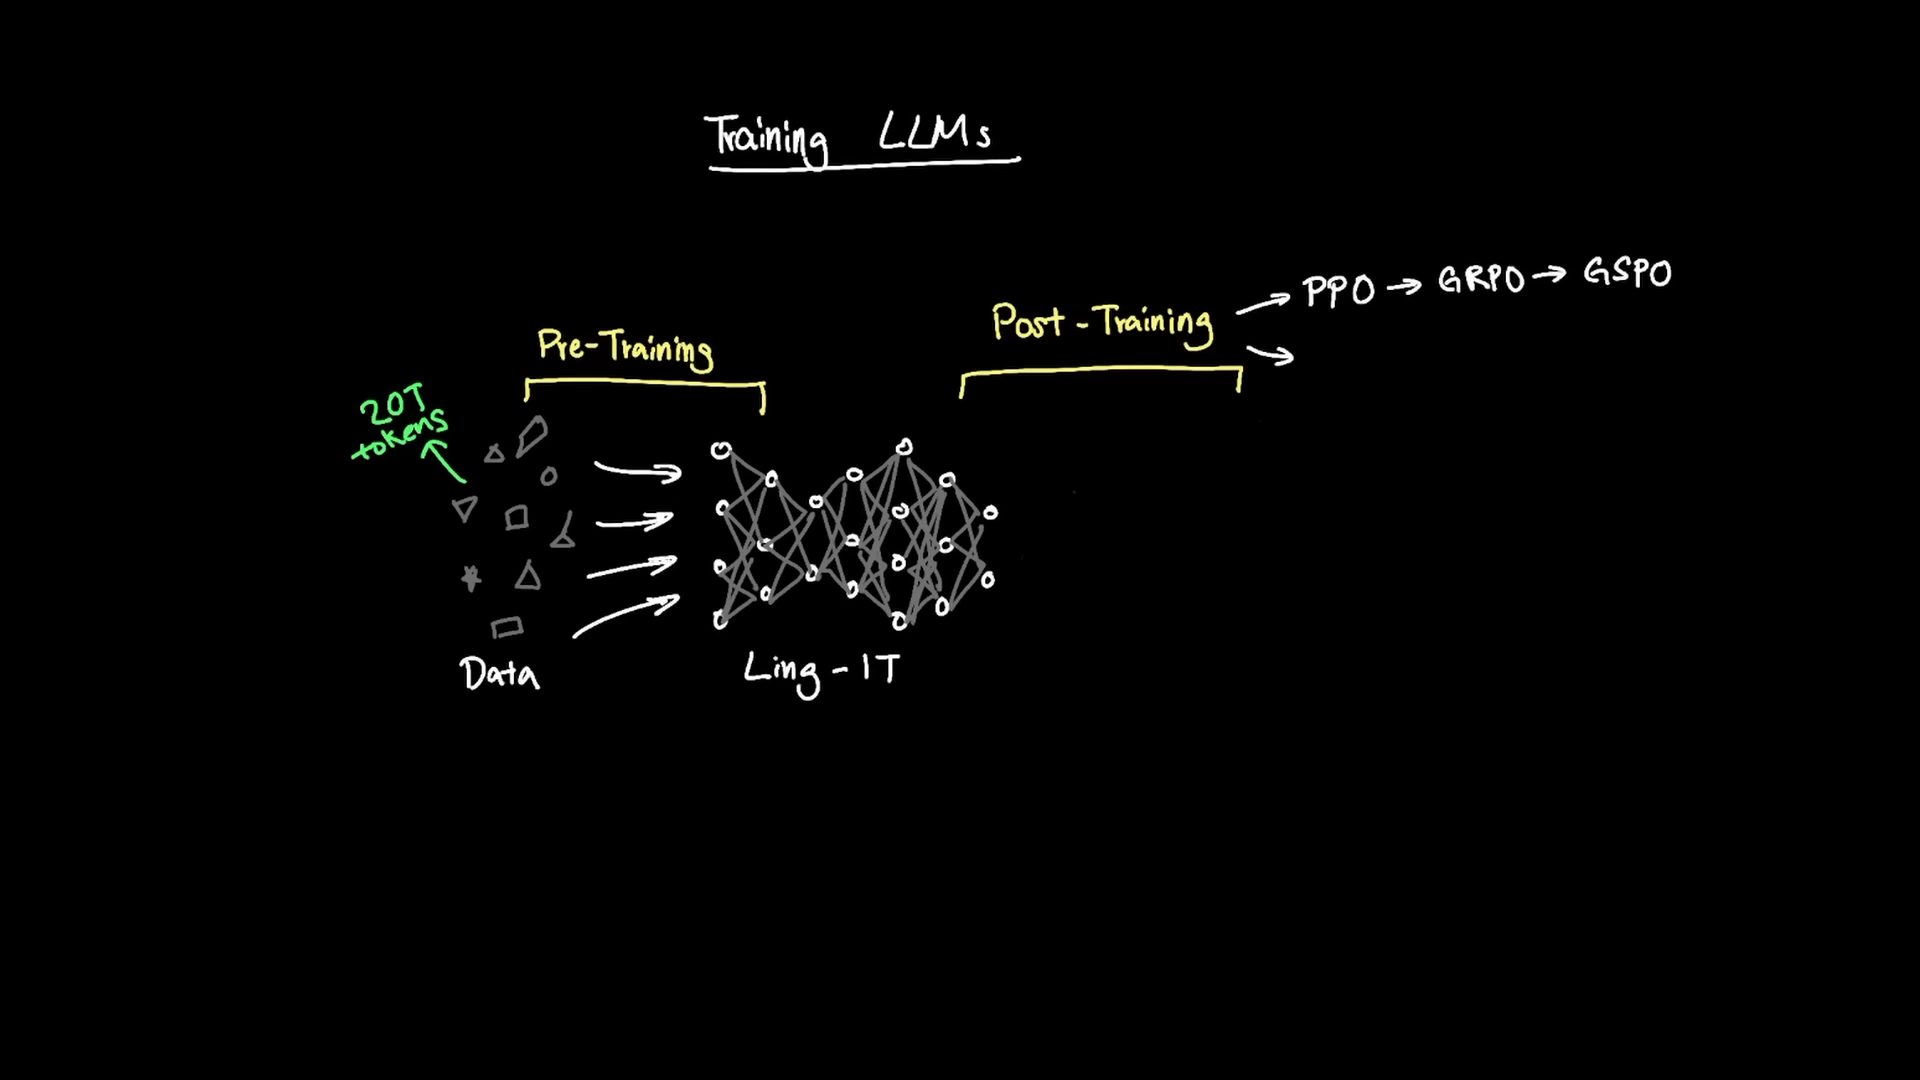 Training LLMs
PPO → GRPO → GSPO
Post-Training
Pre-Training
20T
tokens
Data
Ling-1T